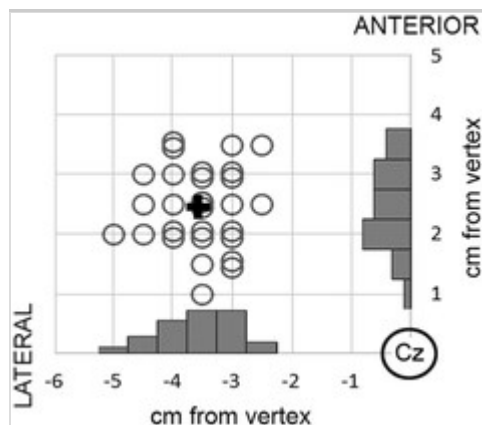 ANTERIOR
5
4
3
2
1
cm from vertex
LATERAL
Cz
-6 -5 -4 -3 -2 -1
cm from vertex